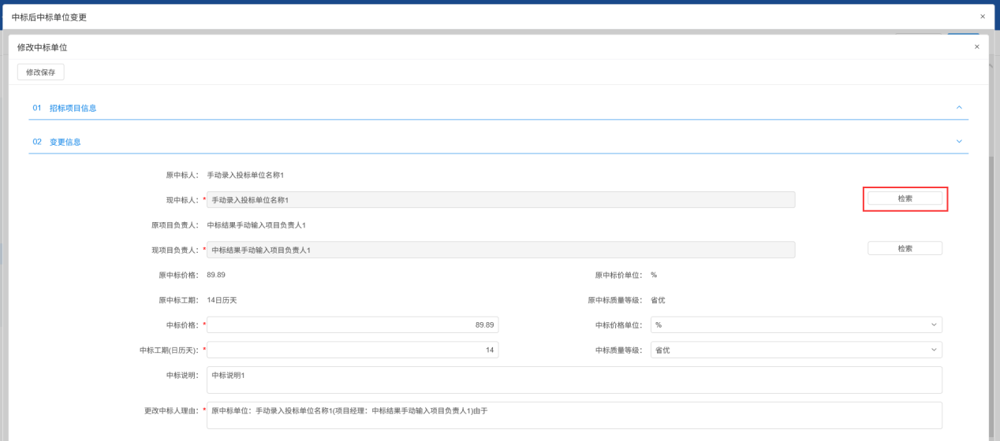 中标后中标单位变更 ×
修改中标单位 ×
修改保存
01 招标项目信息
02 变更信息
原中标人： 手动录入投标单位名称1
现中标人：* 手动录入投标单位名称1 检索
原项目负责人： 中标结果手动输入项目负责人1
现项目负责人：* 中标结果手动输入项目负责人1 检索
原中标价格： 89.89 原中标价单位： %
原中标工期： 14日历天 原中标质量等级： 省优
中标价格：* 89.89 中标价格单位： %
中标工期(日历天)：* 14 中标质量等级： 省优
中标说明： 中标说明1
更改中标人理由：* 原中标单位：手动录入投标单位名称1(项目经理：中标结果手动输入项目负责人1)由于